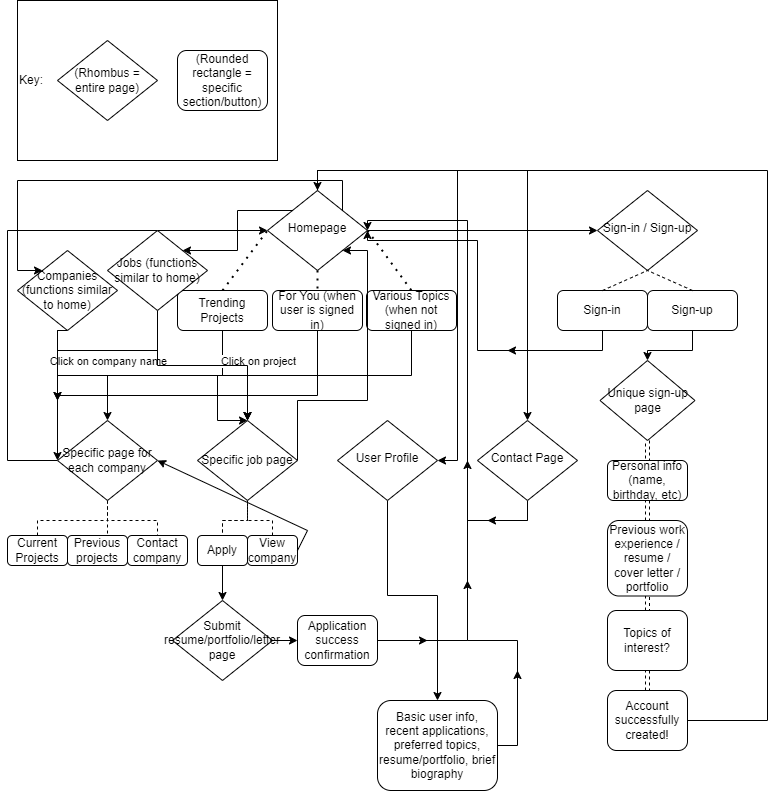 Key:
(Rhombus =
entire page)
(Rounded
rectangle =
specific
section/button)
Homepage
Sign-in / Sign-up
Jobs (functions
similar to home)
Companies
(functions similar
to home)
Trending
Projects
For You (when
user is signed
in)
Various Topics
(when not
signed in)
Sign-in
Sign-up
Click on company name
Click on project
Unique sign-up
page
Specific page for
each company
Specific job page
User Profile
Contact Page
Personal info
(name,
birthday, etc)
Current
Projects
Previous
projects
Contact
company
Apply
View
company
Previous work
experience /
resume /
cover letter /
portfolio
Submit
resume/portfolio/letter
page
Application
success
confirmation
Topics of
interest?
Basic user info,
recent applications,
preferred topics,
resume/portfolio, brief
biography
Account
successfully
created!